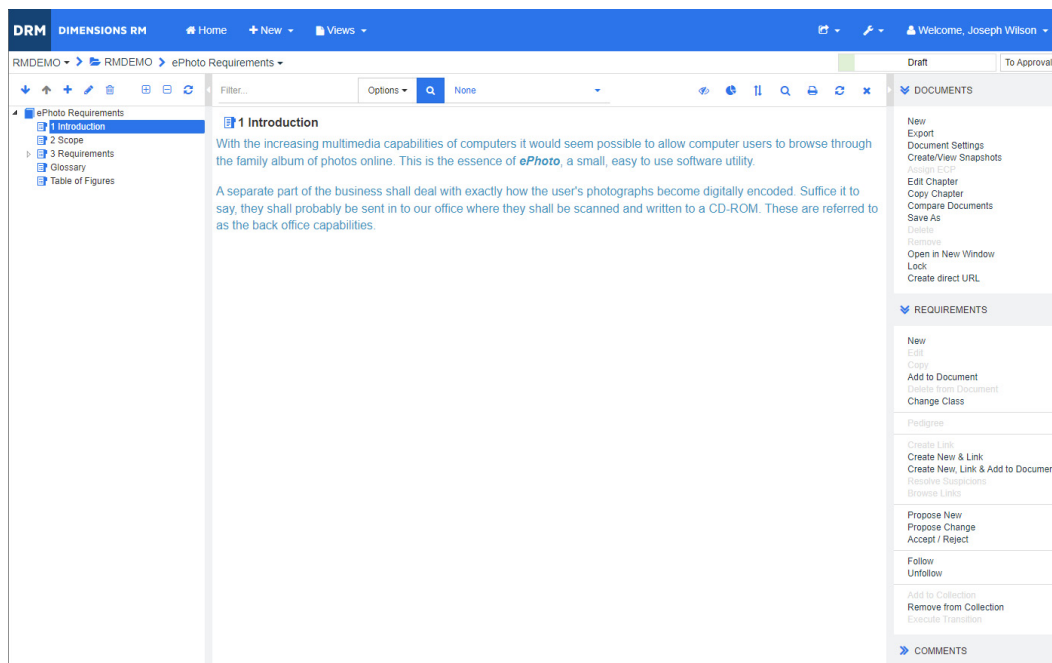 DRM DIMENSIONS RM Home New Views Welcome, Joseph Wilson
RMDEMO RMDEMO ePhoto Requirements Draft To Approval
Filter... Options None
ePhoto Requirements
1 Introduction
2 Scope
3 Requirements
Glossary
Table of Figures
1 Introduction
With the increasing multimedia capabilities of computers it would seem possible to allow computer users to browse through
the family album of photos online. This is the essence of ePhoto, a small, easy to use software utility.
A separate part of the business shall deal with exactly how the user's photographs become digitally encoded. Suffice it to
say, they shall probably be sent in to our office where they shall be scanned and written to a CD-ROM. These are referred to
as the back office capabilities.
DOCUMENTS
New
Export
Document Settings
Create/View Snapshots
Assign ECP
Edit Chapter
Copy Chapter
Compare Documents
Save As
Delete
Remove
Open in New Window
Lock
Create direct URL
REQUIREMENTS
New
Edit
Copy
Add to Document
Delete from Document
Change Class
Pedigree
Create Link
Create New & Link
Create New, Link & Add to Documen
Resolve Suspicions
Browse Links
Propose New
Propose Change
Accept / Reject
Follow
Unfollow
Add to Collection
Remove from Collection
Execute Transition
COMMENTS